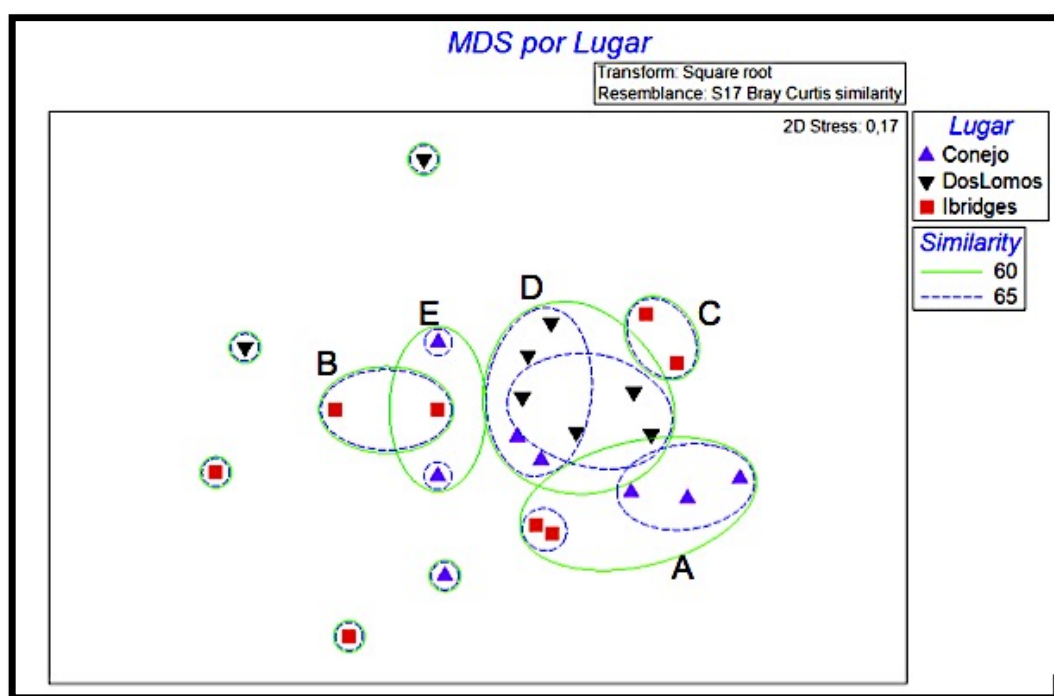 MDS por Lugar
Transform: Square root
Resemblance: S17 Bray Curtis similarity
2D Stress: 0,17
Lugar
Conejo
DosLomos
Ibridges
Similarity
60
65
D
C
E
B
A